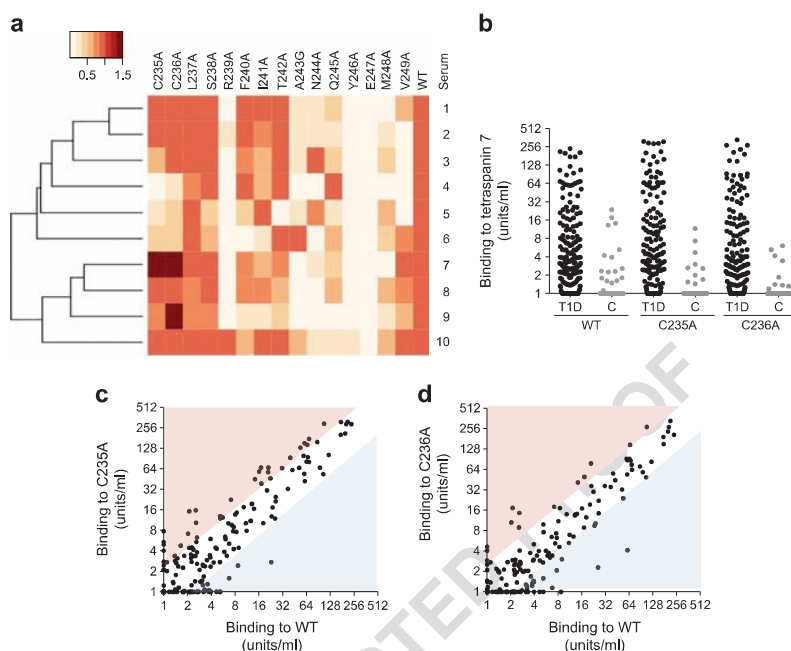 a
0.5 1.5
C235A
C236A
L237A
S238A
R239A
F240A
I241A
T242A
A243G
N244A
Q245A
Y246A
E247A
M248A
V249A
WT
Serum
1
2
3
4
5
6
7
8
9
10
b
Binding to tetraspanin 7
(units/ml)
512
256
128
64
32
16
24
8
4
2
1
T1D C T1D C T1D C
WT C235A C236A
c
Binding to C235A
(units/ml)
512
256
128
64
32
16
8
4
2
1
1 2 4 8 16 32 64 128 256 512
Binding to WT
(units/ml)
d
Binding to C236A
(units/ml)
512
256
128
64
32
16
8
4
2
1
1 2 4 8 16 32 64 128 256 512
Binding to WT
(units/ml)
OF